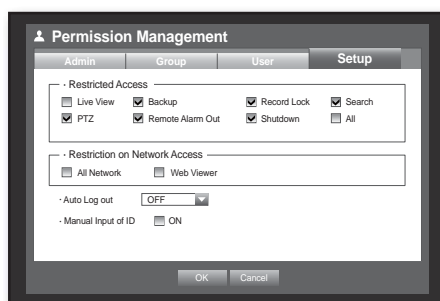 Permission Management
Admin Group User Setup
· Restricted Access
Live View Backup Record Lock Search
PTZ Remote Alarm Out Shutdown All
· Restriction on Network Access
All Network Web Viewer
· Auto Log out OFF
· Manual Input of ID ON
OK Cancel